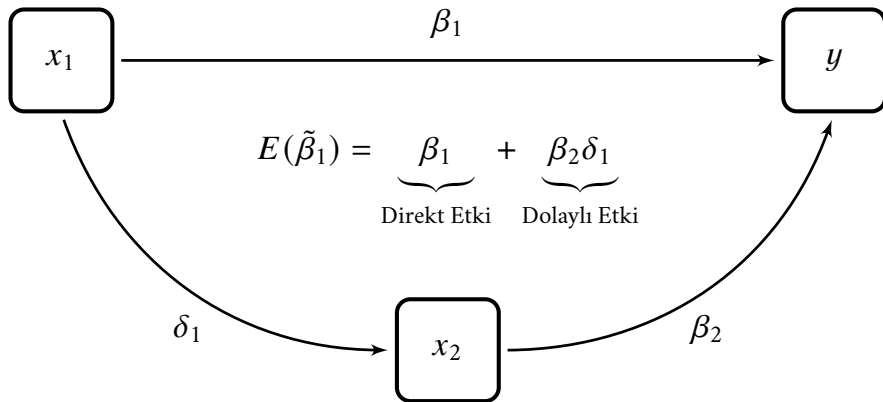 β₁
x₁
y
E(β̃₁) = β₁ + β₂δ₁
Direkt Etki Dolaylı Etki
δ₁
x₂
β₂